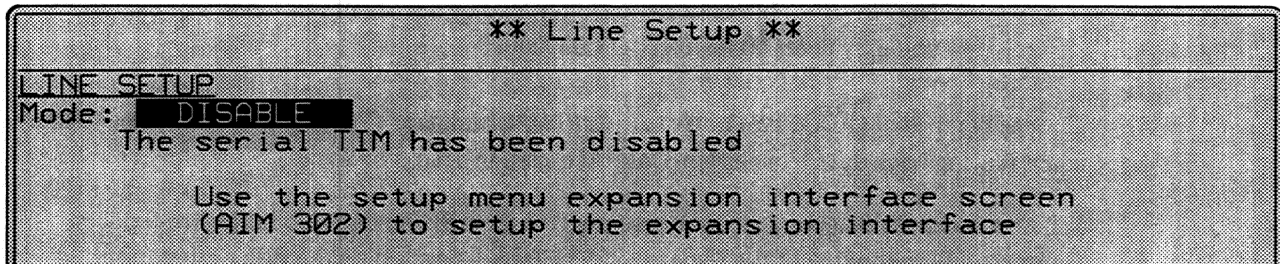 ** Line Setup **
LINE SETUP
Mode: DISABLE
The serial TIM has been disabled
Use the setup menu expansion interface screen
(AIM 302) to setup the expansion interface